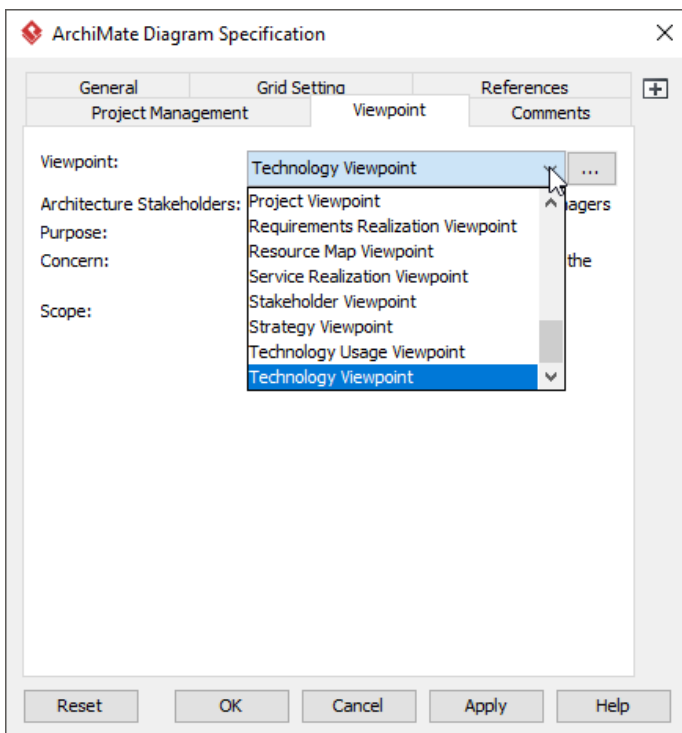 ArchiMate Diagram Specification
General Grid Setting References
Project Management Viewpoint Comments
Viewpoint: Technology Viewpoint ...
Architecture Stakeholders: Project Viewpoint
Purpose: Requirements Realization Viewpoint
Concern: Resource Map Viewpoint the
Service Realization Viewpoint
Scope: Stakeholder Viewpoint
Strategy Viewpoint
Technology Usage Viewpoint
Technology Viewpoint
Reset OK Cancel Apply Help